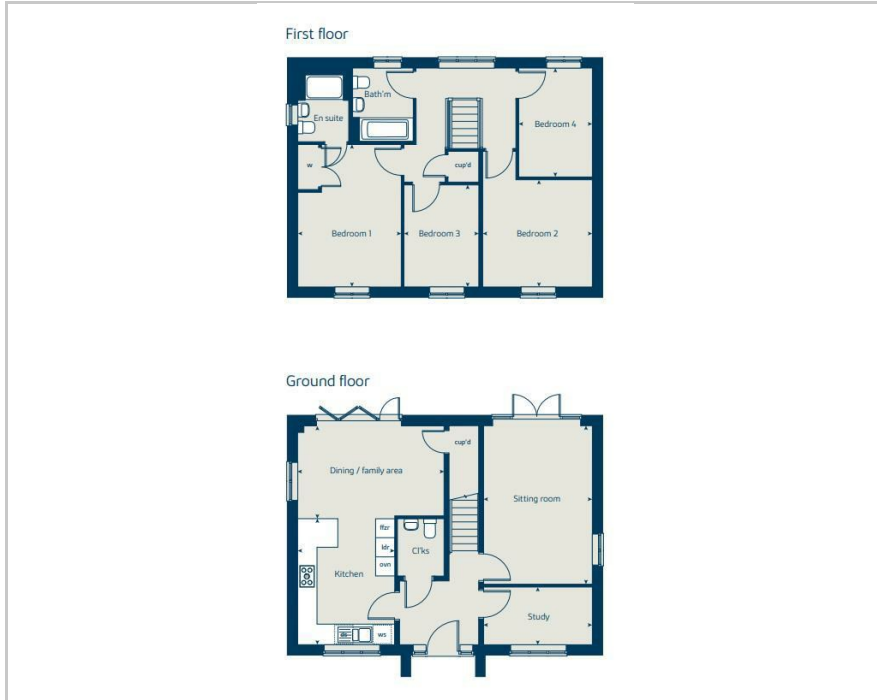 First floor
Bath'm
En suite
Bedroom 4
w
cup'd
Bedroom 1
Bedroom 3
Bedroom 2
Ground floor
cup'd
Dining / family area
Sitting room
ffzr
ldr
ovn
Cl'ks
Kitchen
Study
ws